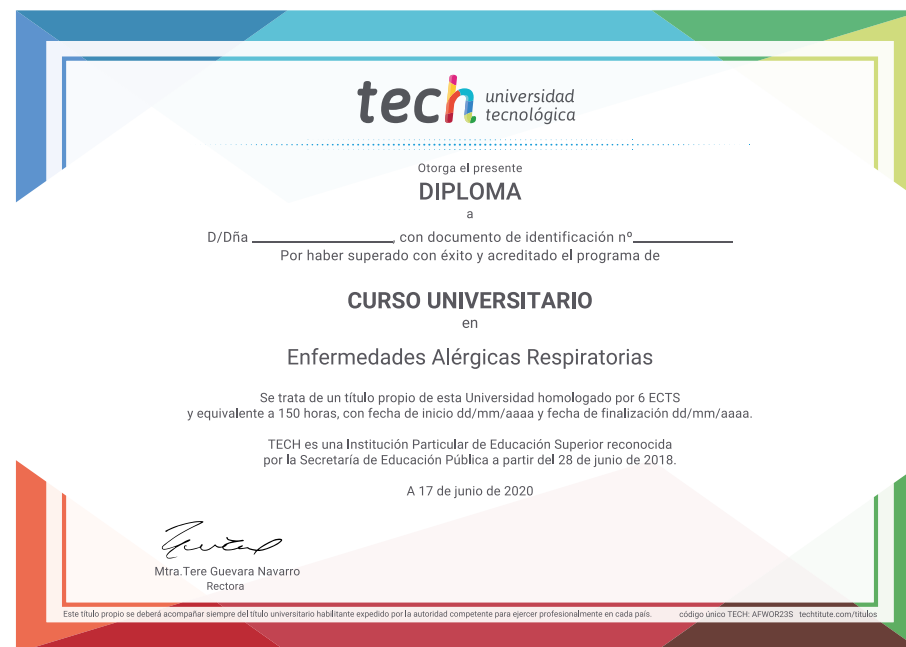 tech universidad
tecnológica
Otorga el presente
DIPLOMA
a
D/Dña ____________________, con documento de identificación nº______________
Por haber superado con éxito y acreditado el programa de
CURSO UNIVERSITARIO
en
Enfermedades Alérgicas Respiratorias
Se trata de un título propio de esta Universidad homologado por 6 ECTS
y equivalente a 150 horas, con fecha de inicio dd/mm/aaaa y fecha de finalización dd/mm/aaaa.
TECH es una Institución Particular de Educación Superior reconocida
por la Secretaría de Educación Pública a partir del 28 de junio de 2018.
A 17 de junio de 2020
Mtra.Tere Guevara Navarro
Rectora
Este título propio se deberá acompañar siempre del título universitario habilitante expedido por la autoridad competente para ejercer profesionalmente en cada país. código único TECH: AFWOR23S techtitute.com/titulos